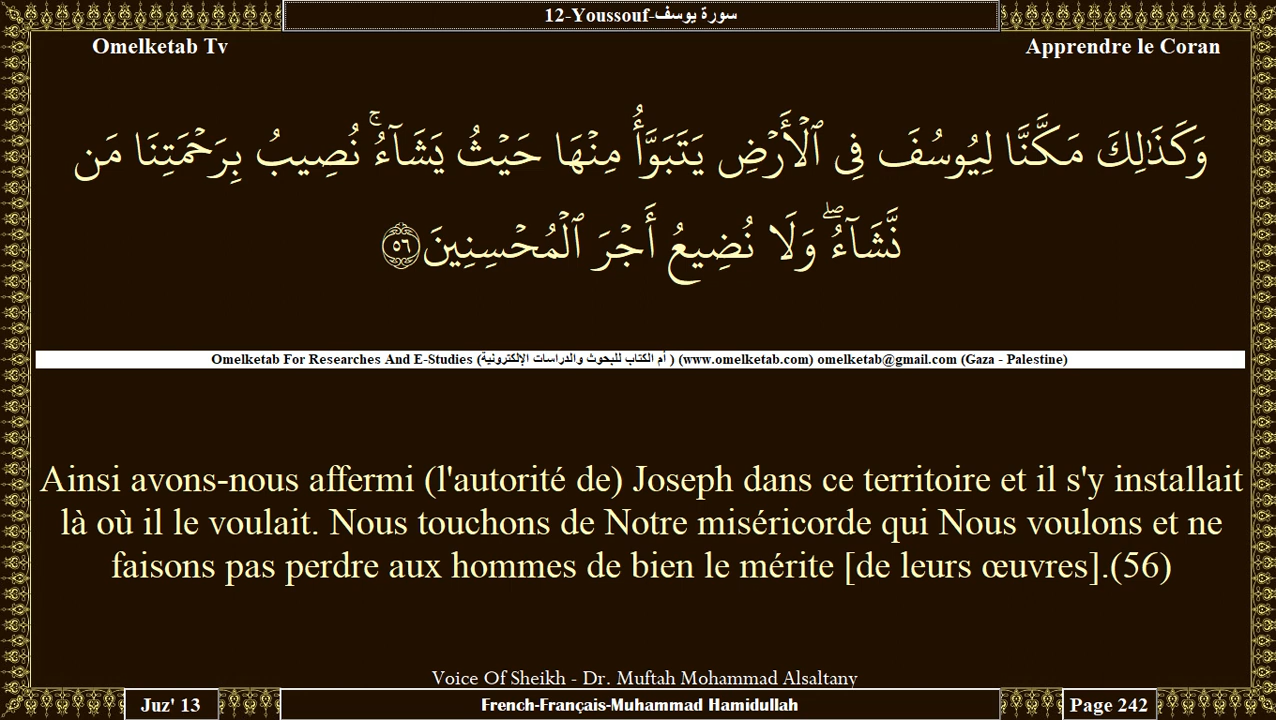 12-Youssouf-سورة يوسف
Omelketab Tv
Apprendre le Coran
وَكَذَٰلِكَ مَكَّنَّا لِيُوسُفَ فِى ٱلْأَرْضِ يَتَبَوَّأُ مِنْهَا حَيْثُ يَشَآءُ ۚ نُصِيبُ بِرَحْمَتِنَا مَن
نَّشَآءُ ۖ وَلَا نُضِيعُ أَجْرَ ٱلْمُحْسِنِينَ ٥٦
Omelketab For Researches And E-Studies (أم الكتاب للبحوث والدراسات الإلكترونية ) (www.omelketab.com) omelketab@gmail.com (Gaza - Palestine)
Ainsi avons-nous affermi (l'autorité de) Joseph dans ce territoire et il s'y installait
là où il le voulait. Nous touchons de Notre miséricorde qui Nous voulons et ne
faisons pas perdre aux hommes de bien le mérite [de leurs œuvres].(56)
Voice Of Sheikh - Dr. Muftah Mohammad Alsaltany
Juz' 13
French-Français-Muhammad Hamidullah
Page 242